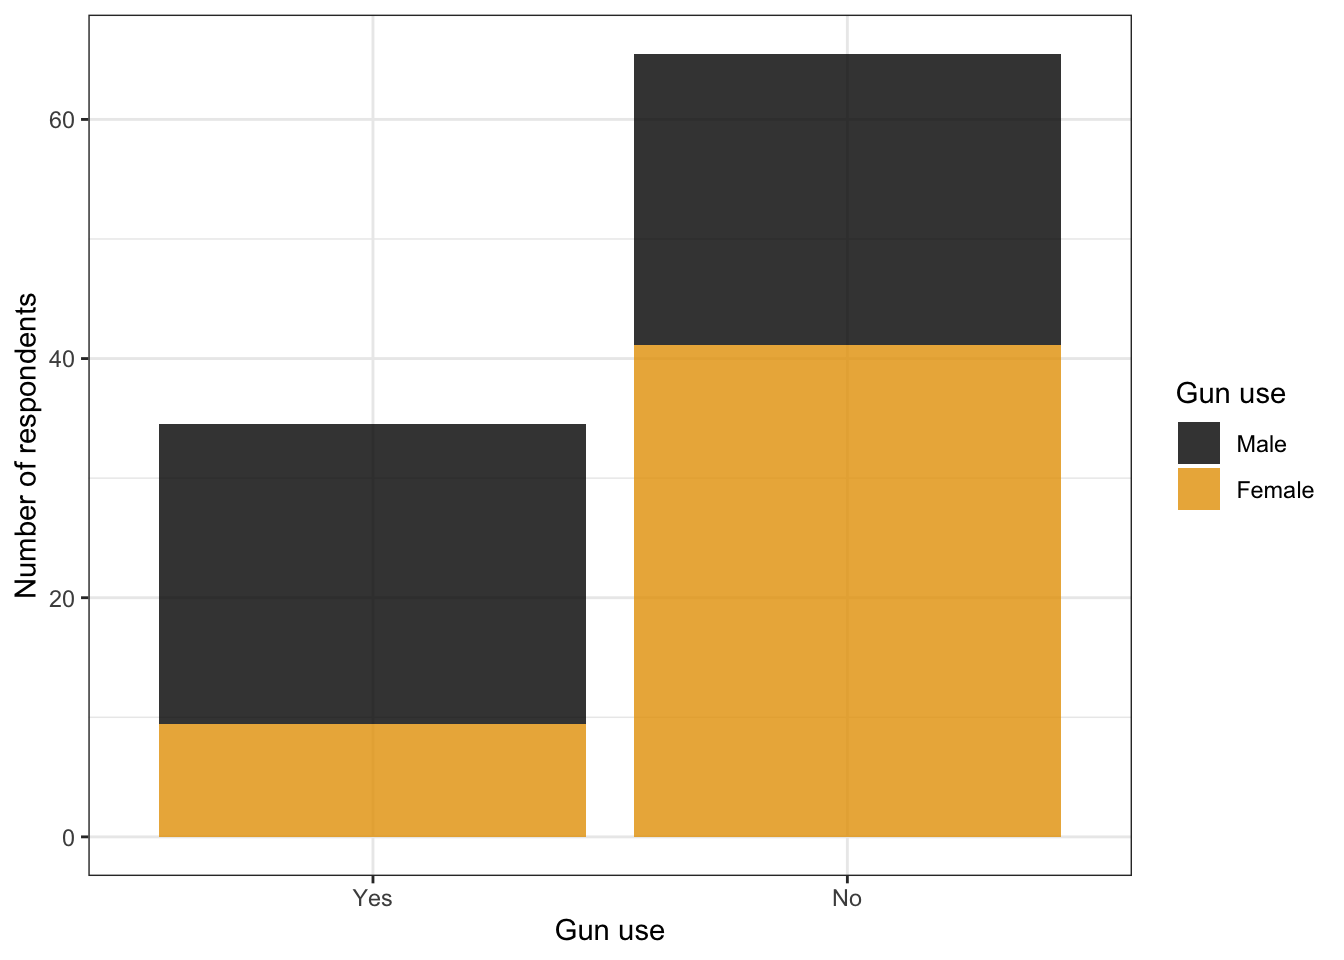 Number of respondents
60
40
20
0
Yes
No
Gun use
Gun use
Male
Female